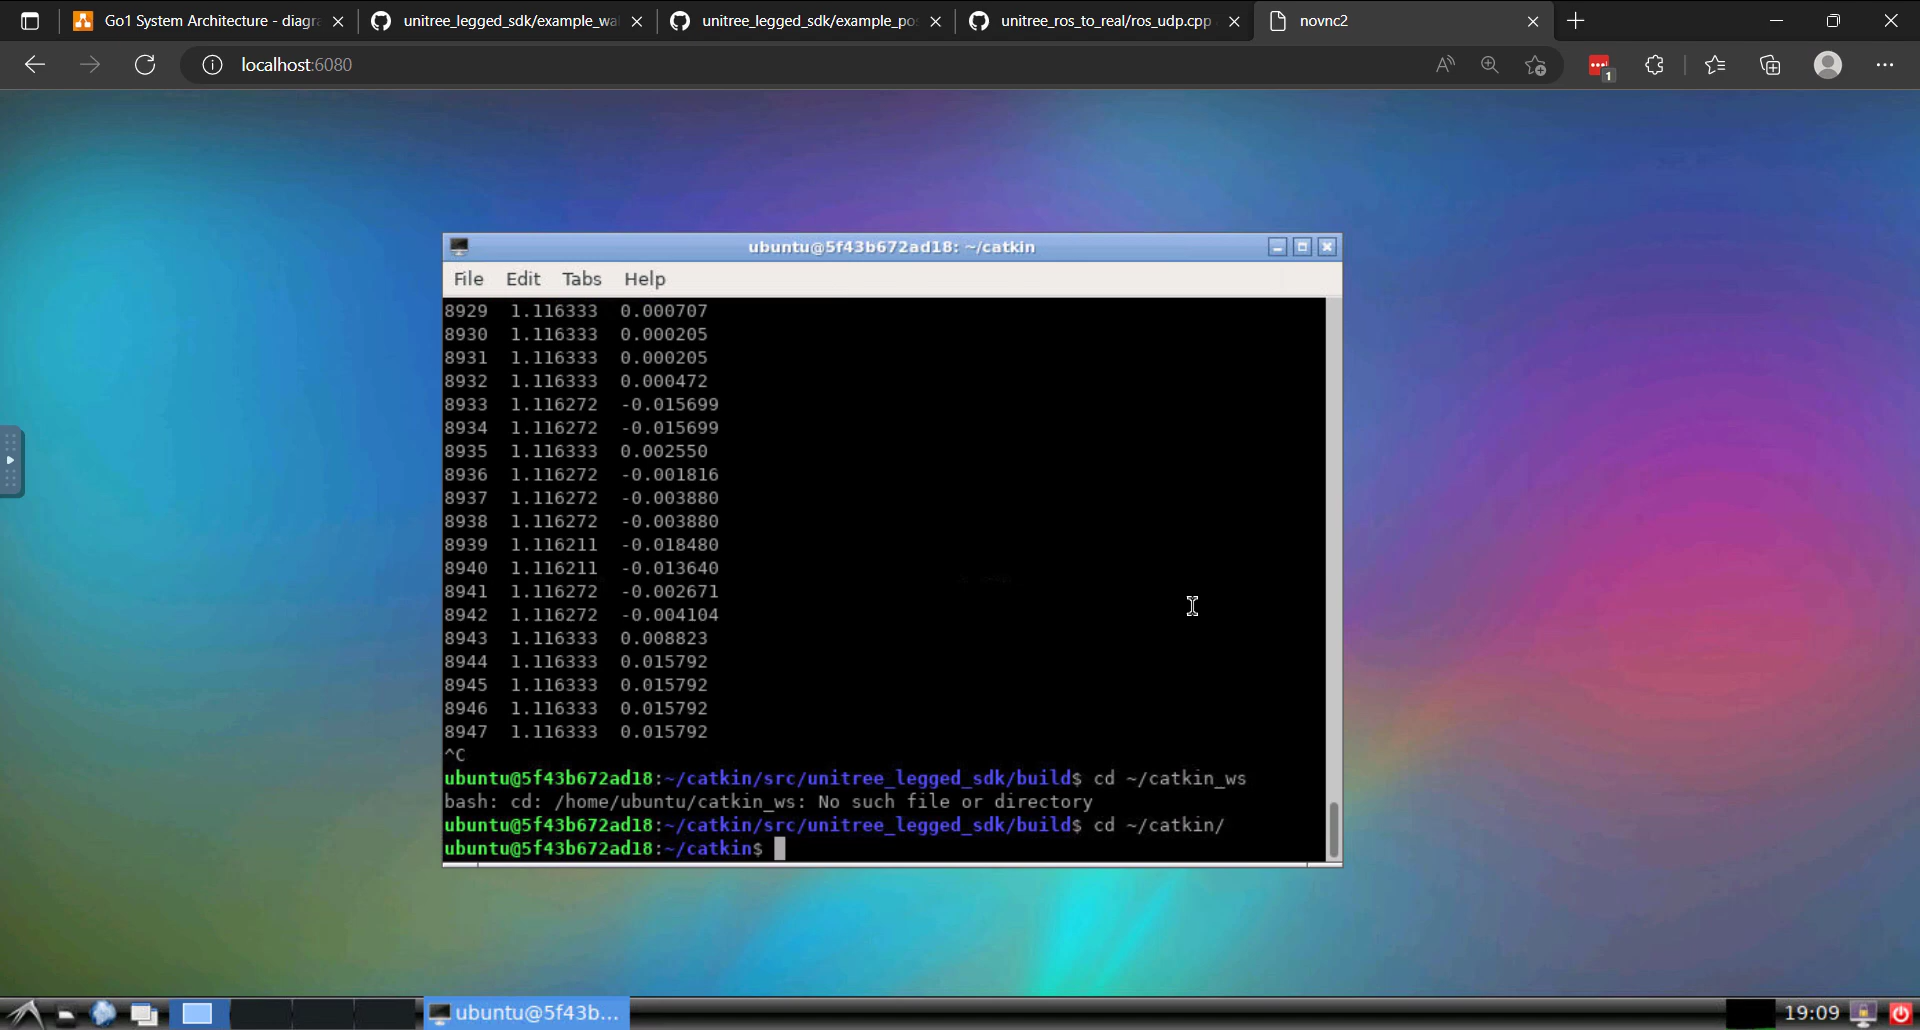 Go1 System Architecture - diagr
unitree_legged_sdk/example_wa
unitree_legged_sdk/example_po
unitree_ros_to_real/ros_udp.cpp
novnc2
localhost:6080
1
ubuntu@5f43b672ad18: ~/catkin
File Edit Tabs Help
8929 1.116333 0.000707
8930 1.116333 0.000205
8931 1.116333 0.000205
8932 1.116333 0.000472
8933 1.116272 -0.015699
8934 1.116272 -0.015699
8935 1.116333 0.002550
8936 1.116272 -0.001816
8937 1.116272 -0.003880
8938 1.116272 -0.003880
8939 1.116211 -0.018480
8940 1.116211 -0.013640
8941 1.116272 -0.002671
8942 1.116272 -0.004104
8943 1.116333 0.008823
8944 1.116333 0.015792
8945 1.116333 0.015792
8946 1.116333 0.015792
8947 1.116333 0.015792
^C
ubuntu@5f43b672ad18:~/catkin/src/unitree_legged_sdk/build$ cd ~/catkin_ws
bash: cd: /home/ubuntu/catkin_ws: No such file or directory
ubuntu@5f43b672ad18:~/catkin/src/unitree_legged_sdk/build$ cd ~/catkin/
ubuntu@5f43b672ad18:~/catkin$
ubuntu@5f43b...
19:09